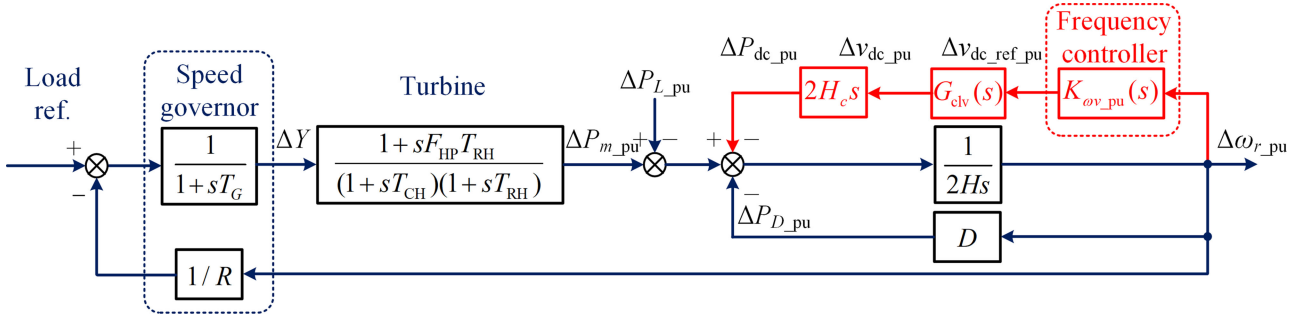 Frequency
controller
Load
ref.
Speed
governor
Turbine
ΔP_L_pu
ΔP_dc_pu
Δv_dc_pu
Δv_dc_ref_pu
2H_c s
G_clv(s)
K_ωv_pu(s)
+
−
1
1+sT_G
ΔY
1+sF_HP T_RH
(1+sT_CH)(1+sT_RH)
ΔP_m_pu
+
−
+
−
−
1
2Hs
Δω_r_pu
ΔP_D_pu
D
1/R